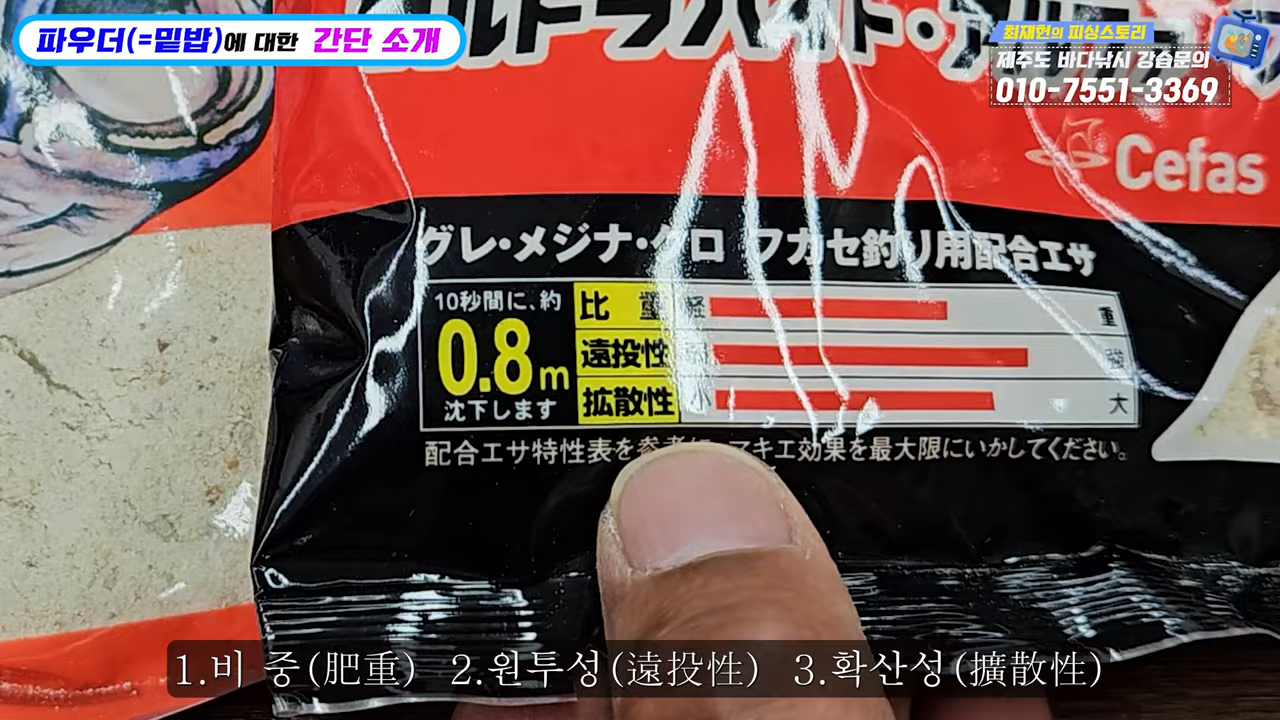 파우더(=밑밥)에 대한 간단 소개
최재현의 피싱스토리
제주도 바다낚시 강습문의
010-7551-3369
Cefas
グレ・メジナ・クロ フカセ釣り用配合エサ
10秒間に、約
0.8m
沈下します
比重 軽 重
遠投性 強
拡散性 小 大
配合エサ特性表を参考に、マキエ効果を最大限にいかしてください。
1.비 중(肥重) 2.원투성(遠投性) 3.확산성(擴散性)